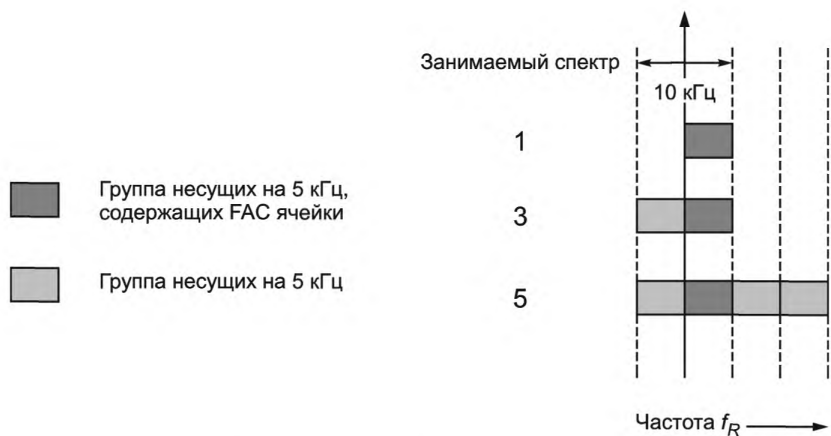 Занимаемый спектр
10 кГц
1
Группа несущих на 5 кГц,
содержащих FAC ячейки
3
Группа несущих на 5 кГц
5
Частота f_R